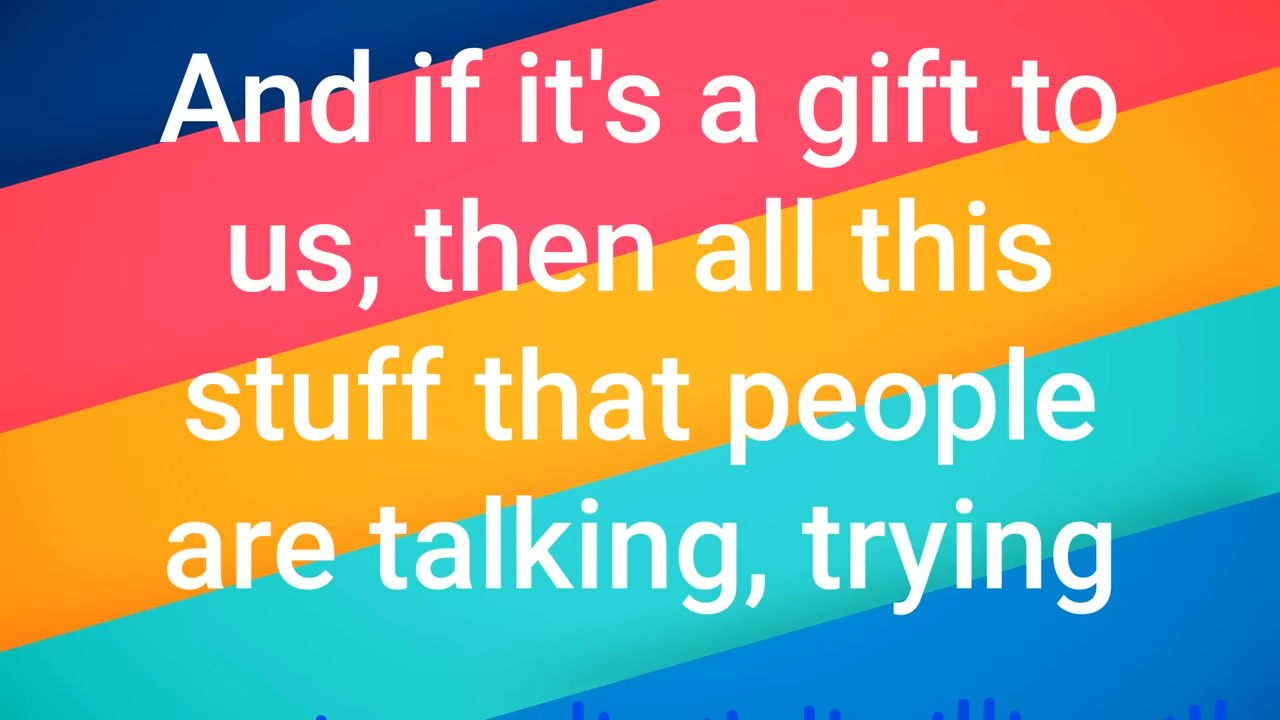 And if it's a gift to
us, then all this
stuff that people
are talking, trying